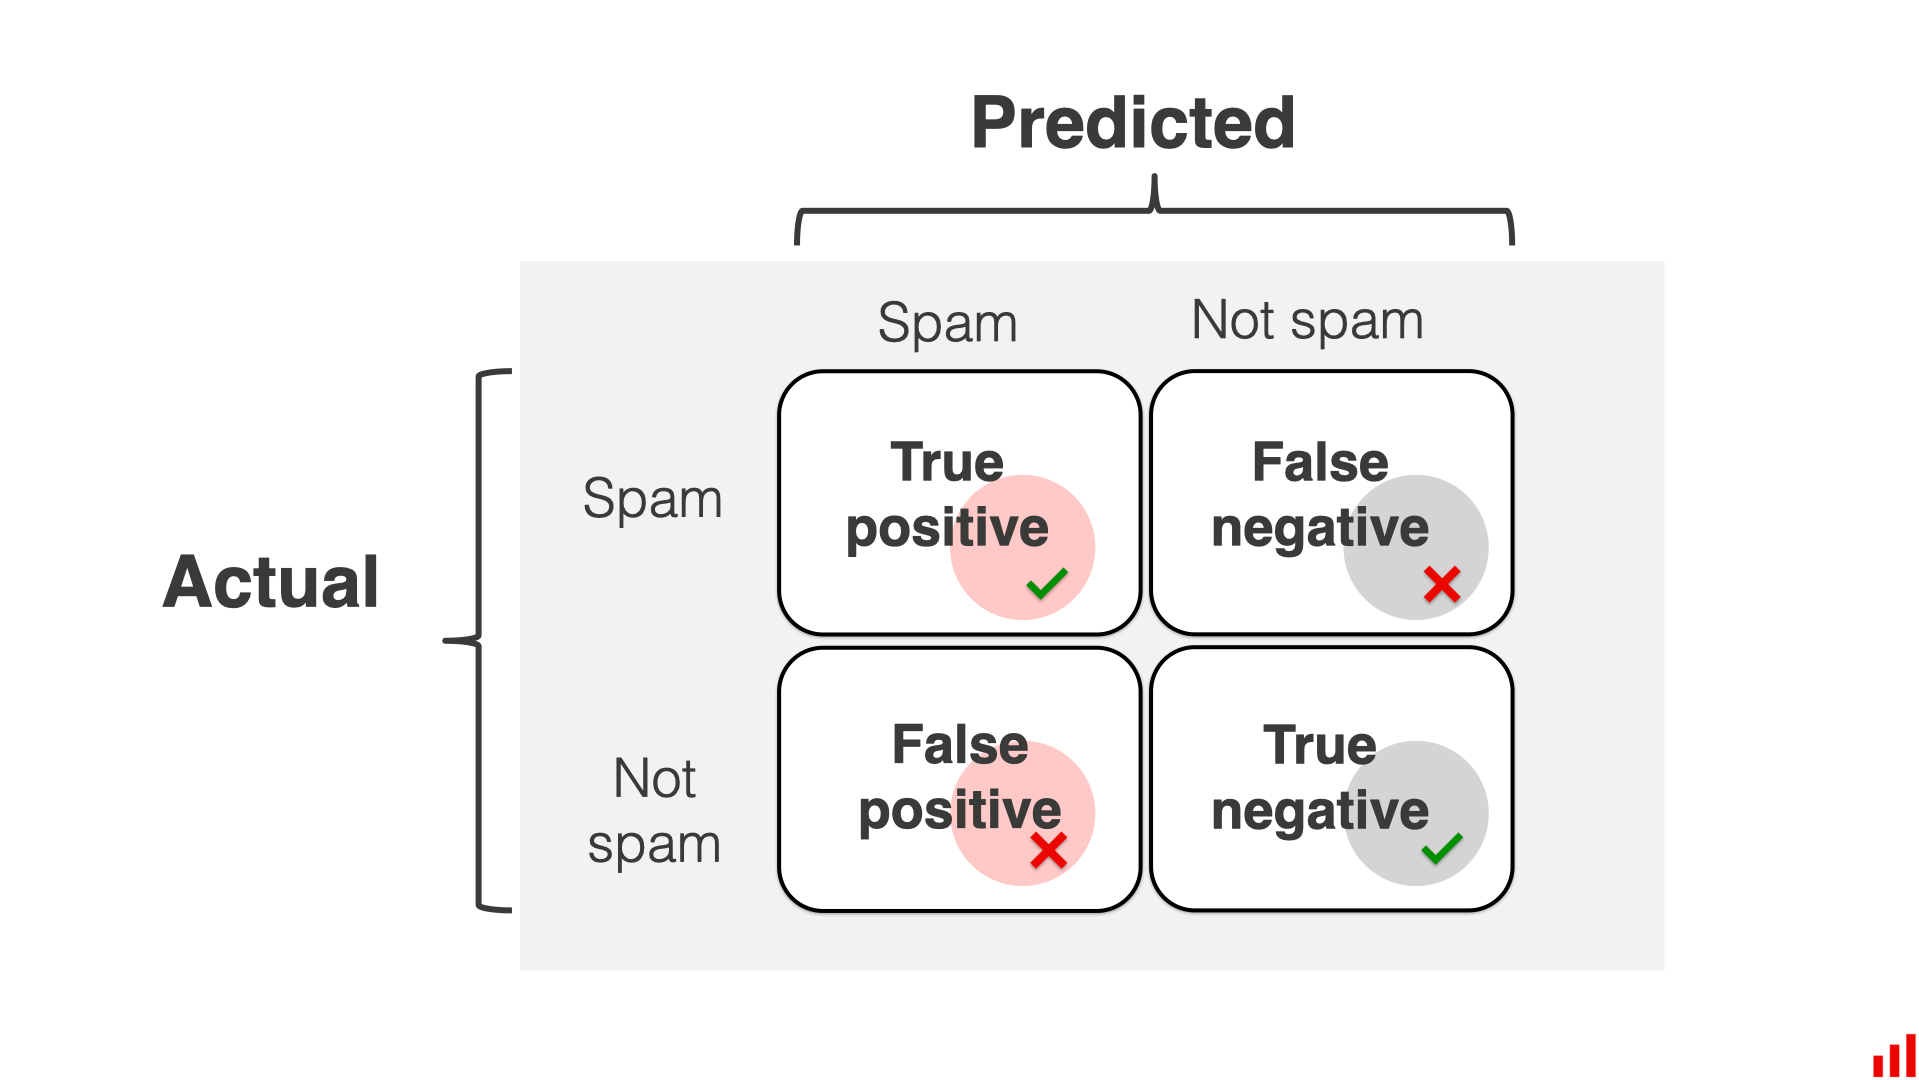 Predicted
Spam
Not spam
Actual
Spam
True
positive
False
negative
Not
spam
False
positive
True
negative